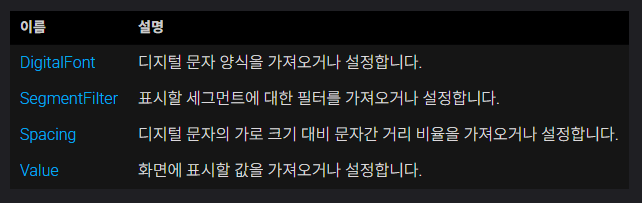 이름 설명
DigitalFont 디지털 문자 양식을 가져오거나 설정합니다.
SegmentFilter 표시할 세그먼트에 대한 필터를 가져오거나 설정합니다.
Spacing 디지털 문자의 가로 크기 대비 문자간 거리 비율을 가져오거나 설정합니다.
Value 화면에 표시할 값을 가져오거나 설정합니다.